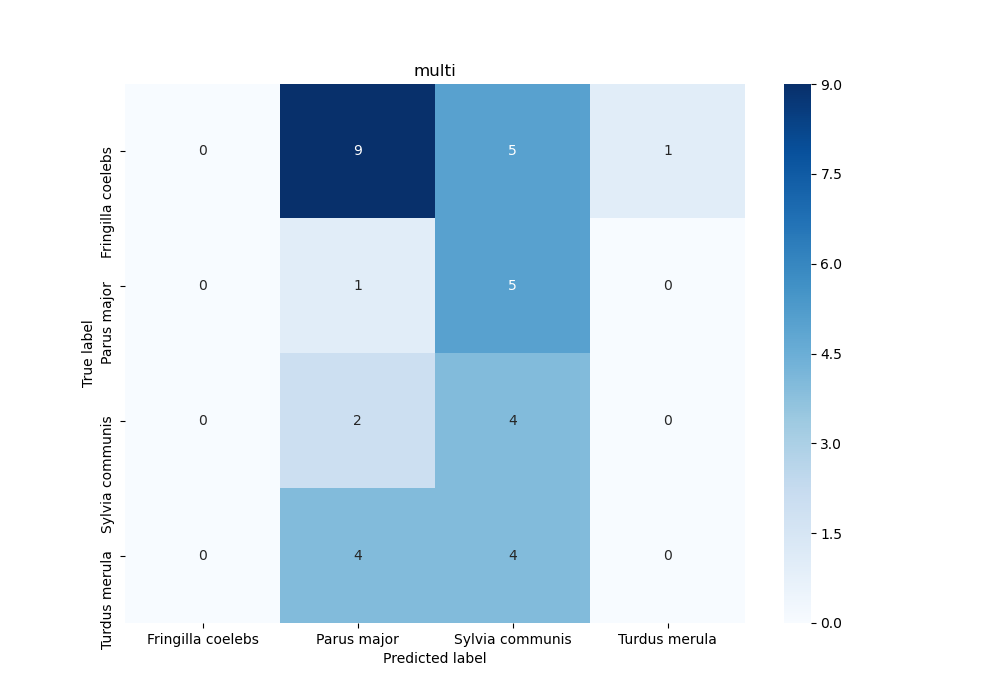 multi
True label
Fringilla coelebs
0 9 5 1
Parus major
0 1 5 0
Sylvia communis
0 2 4 0
Turdus merula
0 4 4 0
Fringilla coelebs Parus major Sylvia communis Turdus merula
Predicted label
9.0
7.5
6.0
4.5
3.0
1.5
0.0